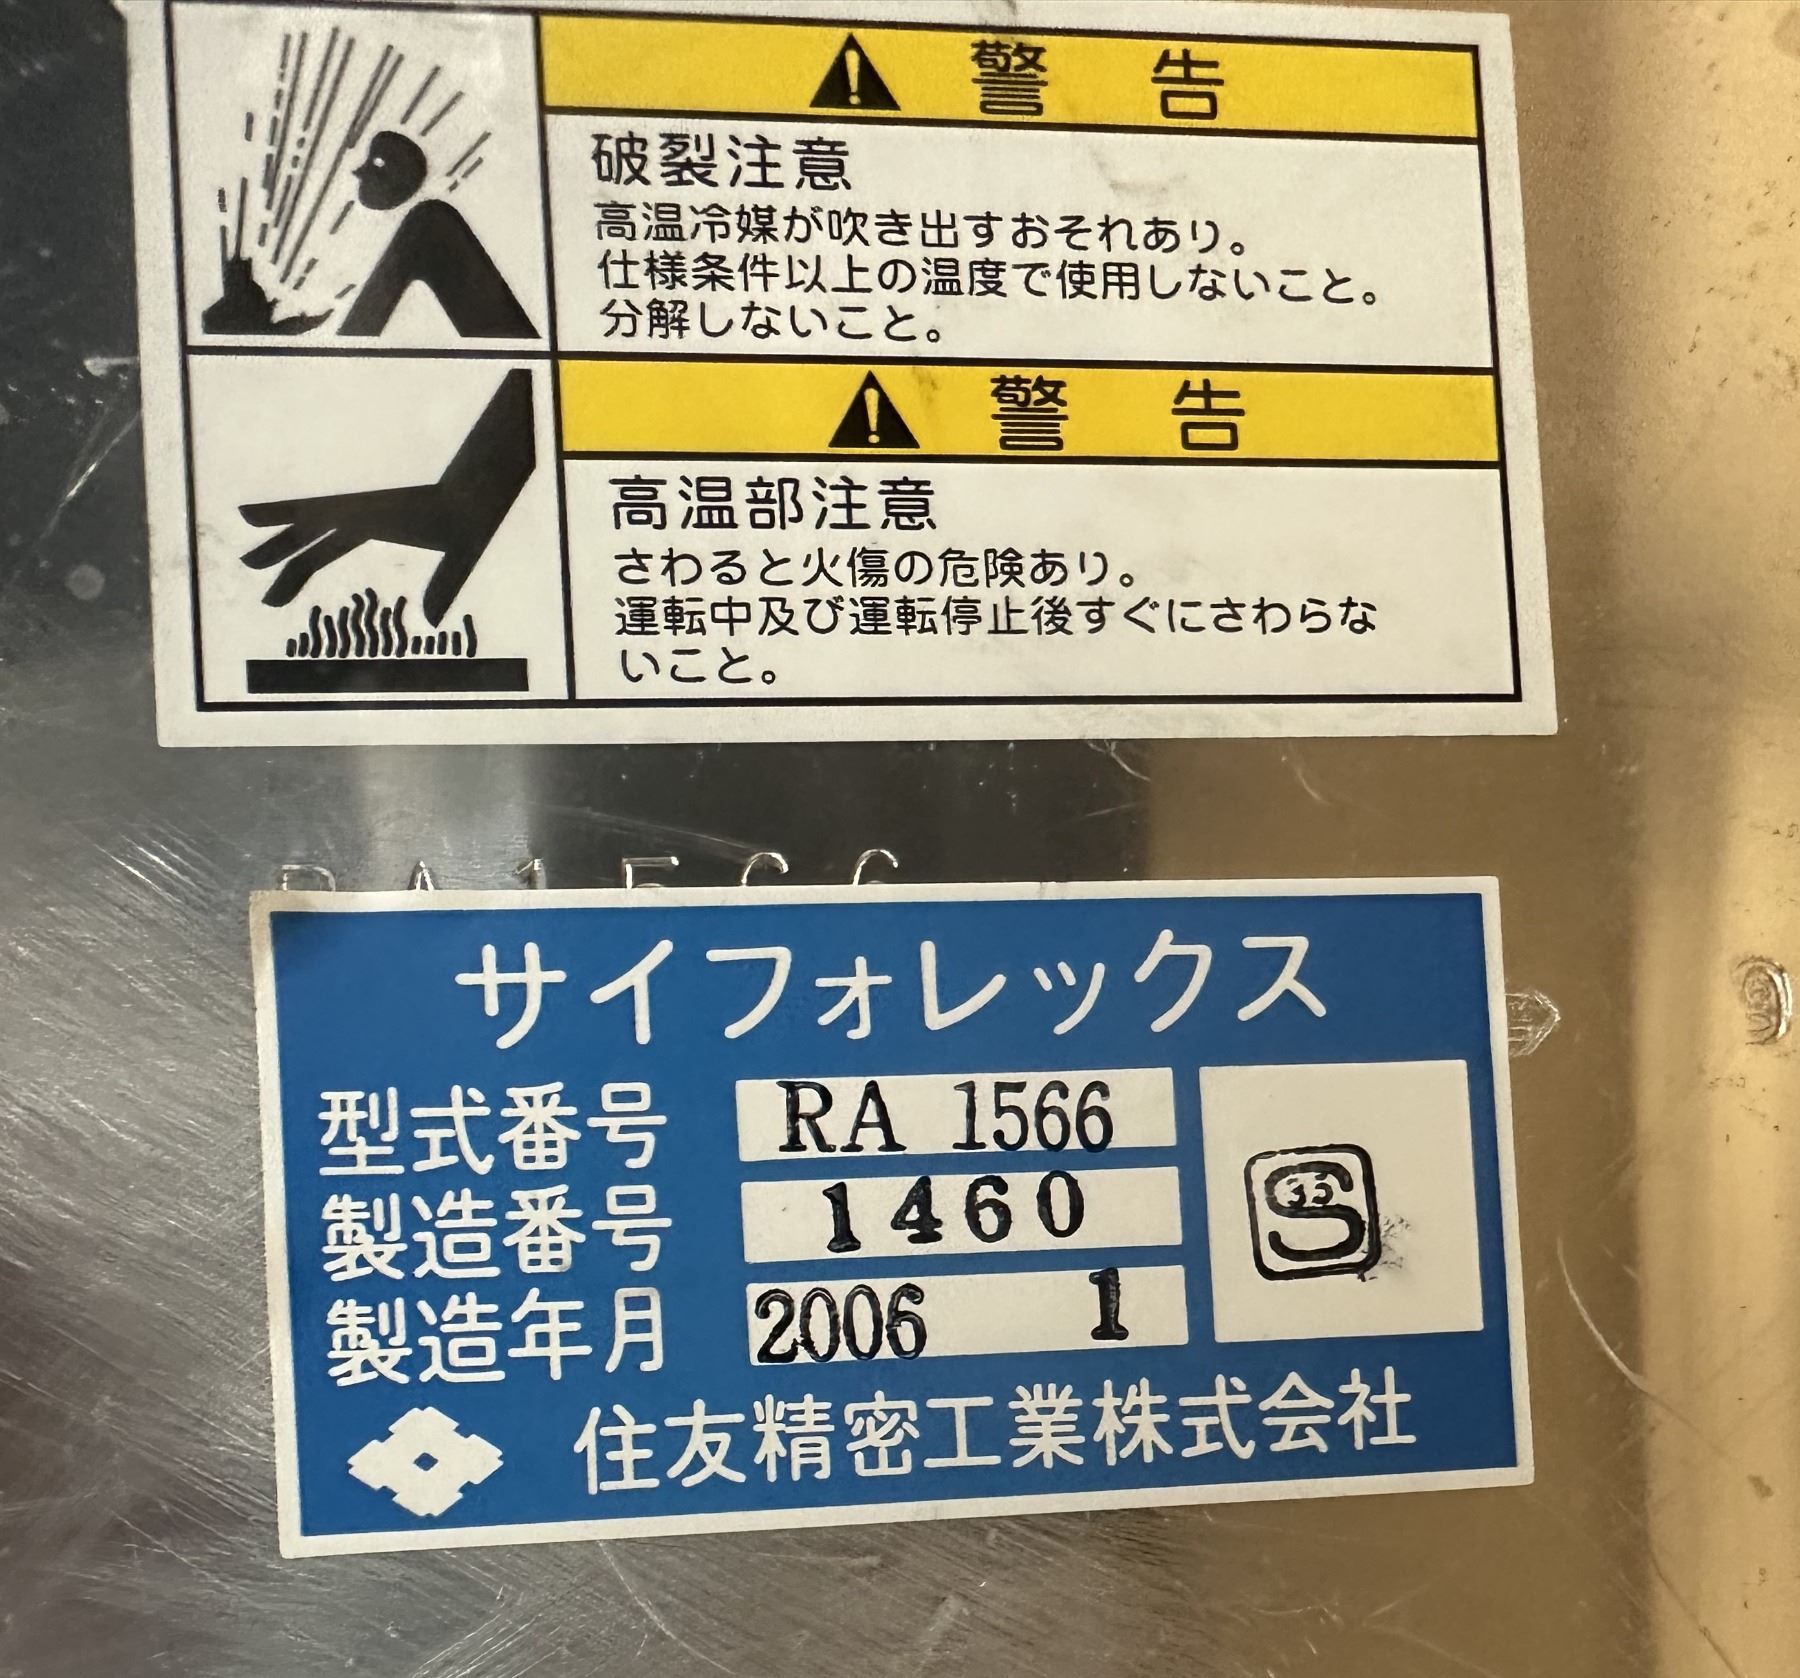 警告
破裂注意
高温冷媒が吹き出すおそれあり。
仕様条件以上の温度で使用しないこと。
分解しないこと。
警告
高温部注意
さわると火傷の危険あり。
運転中及び運転停止後すぐにさわらな
いこと。
RA1566
サイフォレックス
型式番号 RA 1566
製造番号 1460
製造年月 2006 1
S
35
住友精密工業株式会社